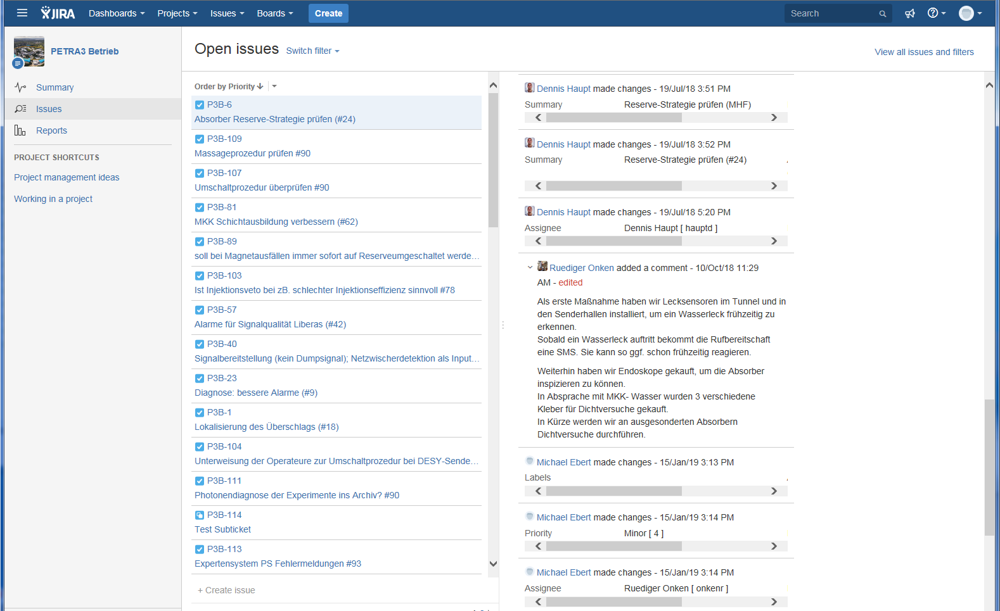 JIRA Dashboards Projects Issues Boards Create Search
PETRA3 Betrieb
Summary
Issues
Reports
PROJECT SHORTCUTS
Project management ideas
Working in a project
Open issues Switch filter
View all issues and filters
Order by Priority
P3B-6
Absorber Reserve-Strategie prüfen (#24)
P3B-109
Massageprozedur prüfen #90
P3B-107
Umschaltprozedur überprüfen #90
P3B-81
MKK Schichtausbildung verbessern (#62)
P3B-89
soll bei Magnetausfällen immer sofort auf Reserveumgeschaltet werde...
P3B-103
Ist Injektionsveto bei zB. schlechter Injektionseffizienz sinnvoll #78
P3B-57
Alarme für Signalqualität Liberas (#42)
P3B-40
Signalbereitstellung (kein Dumpsignal); Netzwischerdetektion als Input...
P3B-23
Diagnose: bessere Alarme (#9)
P3B-1
Lokalisierung des Überschlags (#18)
P3B-104
Unterweisung der Operateure zur Umschaltprozedur bei DESY-Sende...
P3B-111
Photonendiagnose der Experimente ins Archiv? #90
P3B-114
Test Subticket
P3B-113
Expertensystem PS Fehlermeldungen #93
+ Create issue
Dennis Haupt made changes - 19/Jul/18 3:51 PM
Summary Reserve-Strategie prüfen (MHF)
Dennis Haupt made changes - 19/Jul/18 3:52 PM
Summary Reserve-Strategie prüfen (#24)
Dennis Haupt made changes - 19/Jul/18 5:20 PM
Assignee Dennis Haupt [ hauptd ]
Ruediger Onken added a comment - 10/Oct/18 11:29
AM - edited
Als erste Maßnahme haben wir Lecksensoren im Tunnel und in
den Senderhallen installiert, um ein Wasserleck frühzeitig zu
erkennen.
Sobald ein Wasserleck auftritt bekommt die Rufbereitschaft
eine SMS. Sie kann so ggf. schon frühzeitig reagieren.
Weiterhin haben wir Endoskope gekauft, um die Absorber
inspizieren zu können.
In Absprache mit MKK- Wasser wurden 3 verschiedene
Kleber für Dichtversuche gekauft.
In Kürze werden wir an ausgesonderten Absorbern
Dichtversuche durchführen.
Michael Ebert made changes - 15/Jan/19 3:13 PM
Labels
Michael Ebert made changes - 15/Jan/19 3:14 PM
Priority Minor [ 4 ]
Michael Ebert made changes - 15/Jan/19 3:14 PM
Assignee Ruediger Onken [ onkenr ]